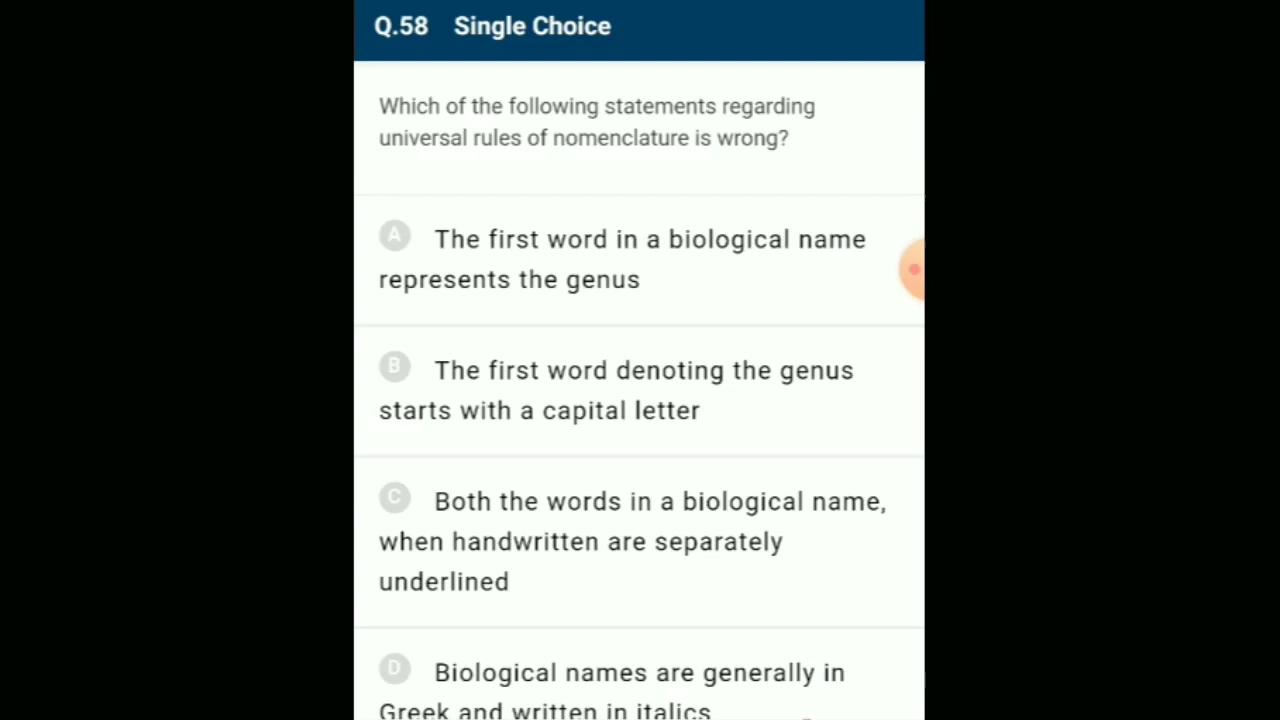 Q.58 Single Choice
Which of the following statements regarding
universal rules of nomenclature is wrong?
A The first word in a biological name
represents the genus
B The first word denoting the genus
starts with a capital letter
C Both the words in a biological name,
when handwritten are separately
underlined
D Biological names are generally in
Greek and written in italics